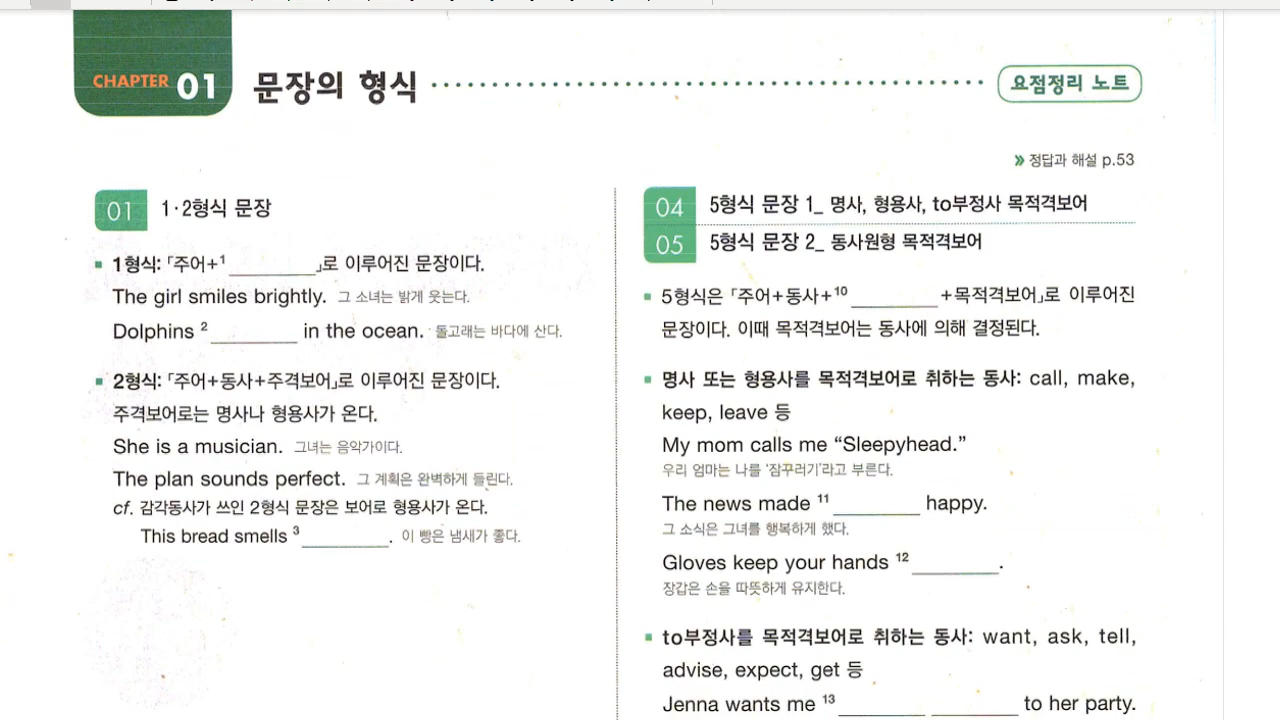 CHAPTER 01 문장의 형식
요점정리 노트
정답과 해설 p.53
01 1·2형식 문장
1형식: 「주어+1 ________」로 이루어진 문장이다.
The girl smiles brightly. 그 소녀는 밝게 웃는다.
Dolphins 2 ________ in the ocean. 돌고래는 바다에 산다.
2형식: 「주어+동사+주격보어」로 이루어진 문장이다.
주격보어로는 명사나 형용사가 온다.
She is a musician. 그녀는 음악가이다.
The plan sounds perfect. 그 계획은 완벽하게 들린다.
cf. 감각동사가 쓰인 2형식 문장은 보어로 형용사가 온다.
This bread smells 3 ________. 이 빵은 냄새가 좋다.
04 5형식 문장 1_ 명사, 형용사, to부정사 목적격보어
05 5형식 문장 2_ 동사원형 목적격보어
5형식은 「주어+동사+10 ________ +목적격보어」로 이루어진
문장이다. 이때 목적격보어는 동사에 의해 결정된다.
명사 또는 형용사를 목적격보어로 취하는 동사: call, make,
keep, leave 등
My mom calls me “Sleepyhead.”
우리 엄마는 나를 ‘잠꾸러기’라고 부른다.
The news made 11 ________ happy.
그 소식은 그녀를 행복하게 했다.
Gloves keep your hands 12 ________.
장갑은 손을 따뜻하게 유지한다.
to부정사를 목적격보어로 취하는 동사: want, ask, tell,
advise, expect, get 등
Jenna wants me 13 ________ ________ to her party.